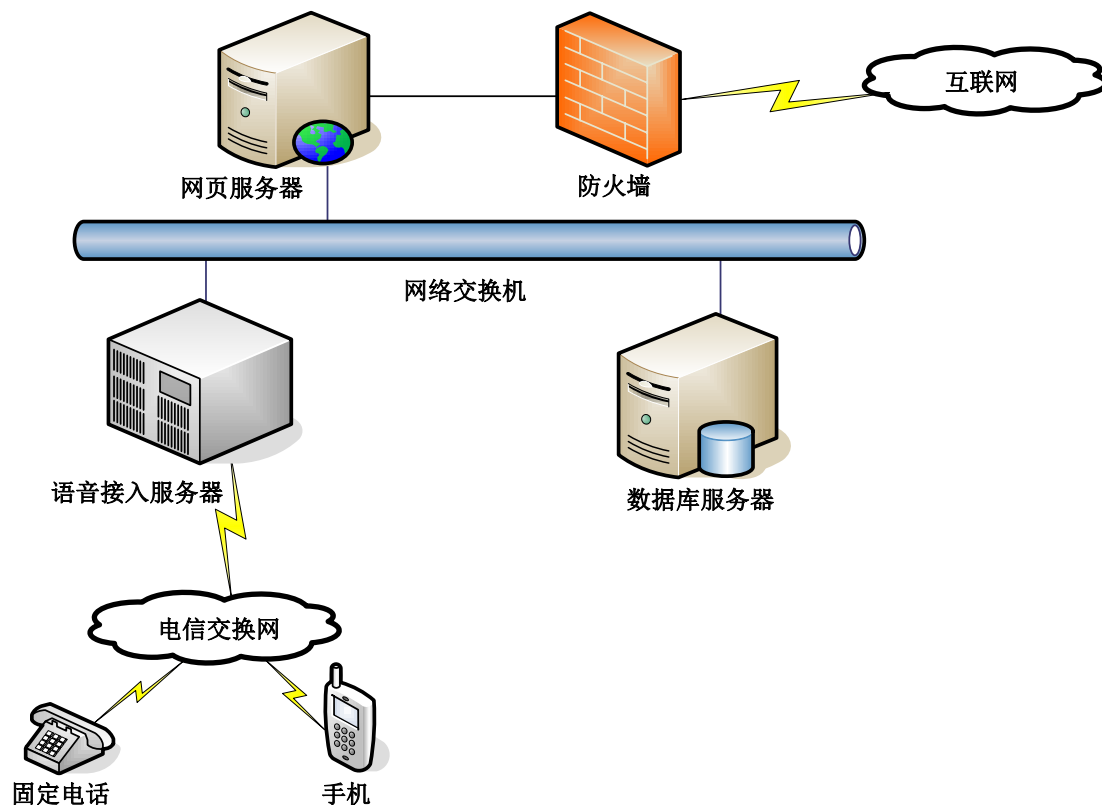 互联网
网页服务器
防火墙
网络交换机
语音接入服务器
数据库服务器
电信交换网
固定电话
手机